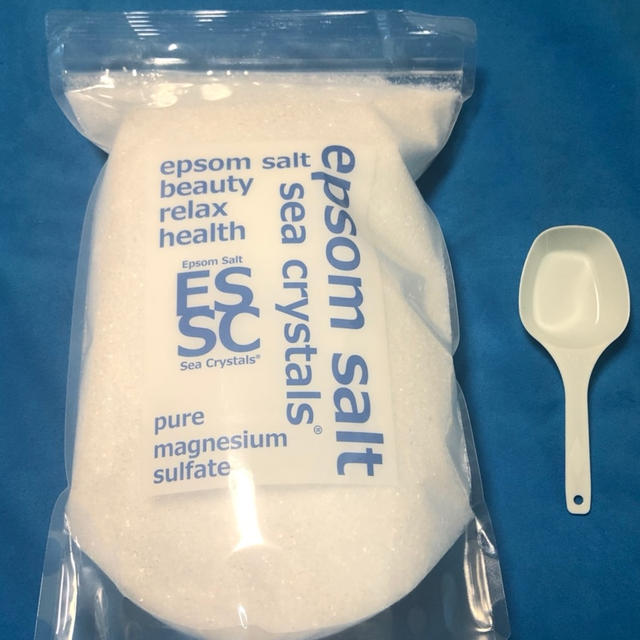 epsom salt
beauty
relax
health
Epsom Salt
ES
SC
Sea Crystals®
pure
magnesium
sulfate
epsom salt
sea crystals®